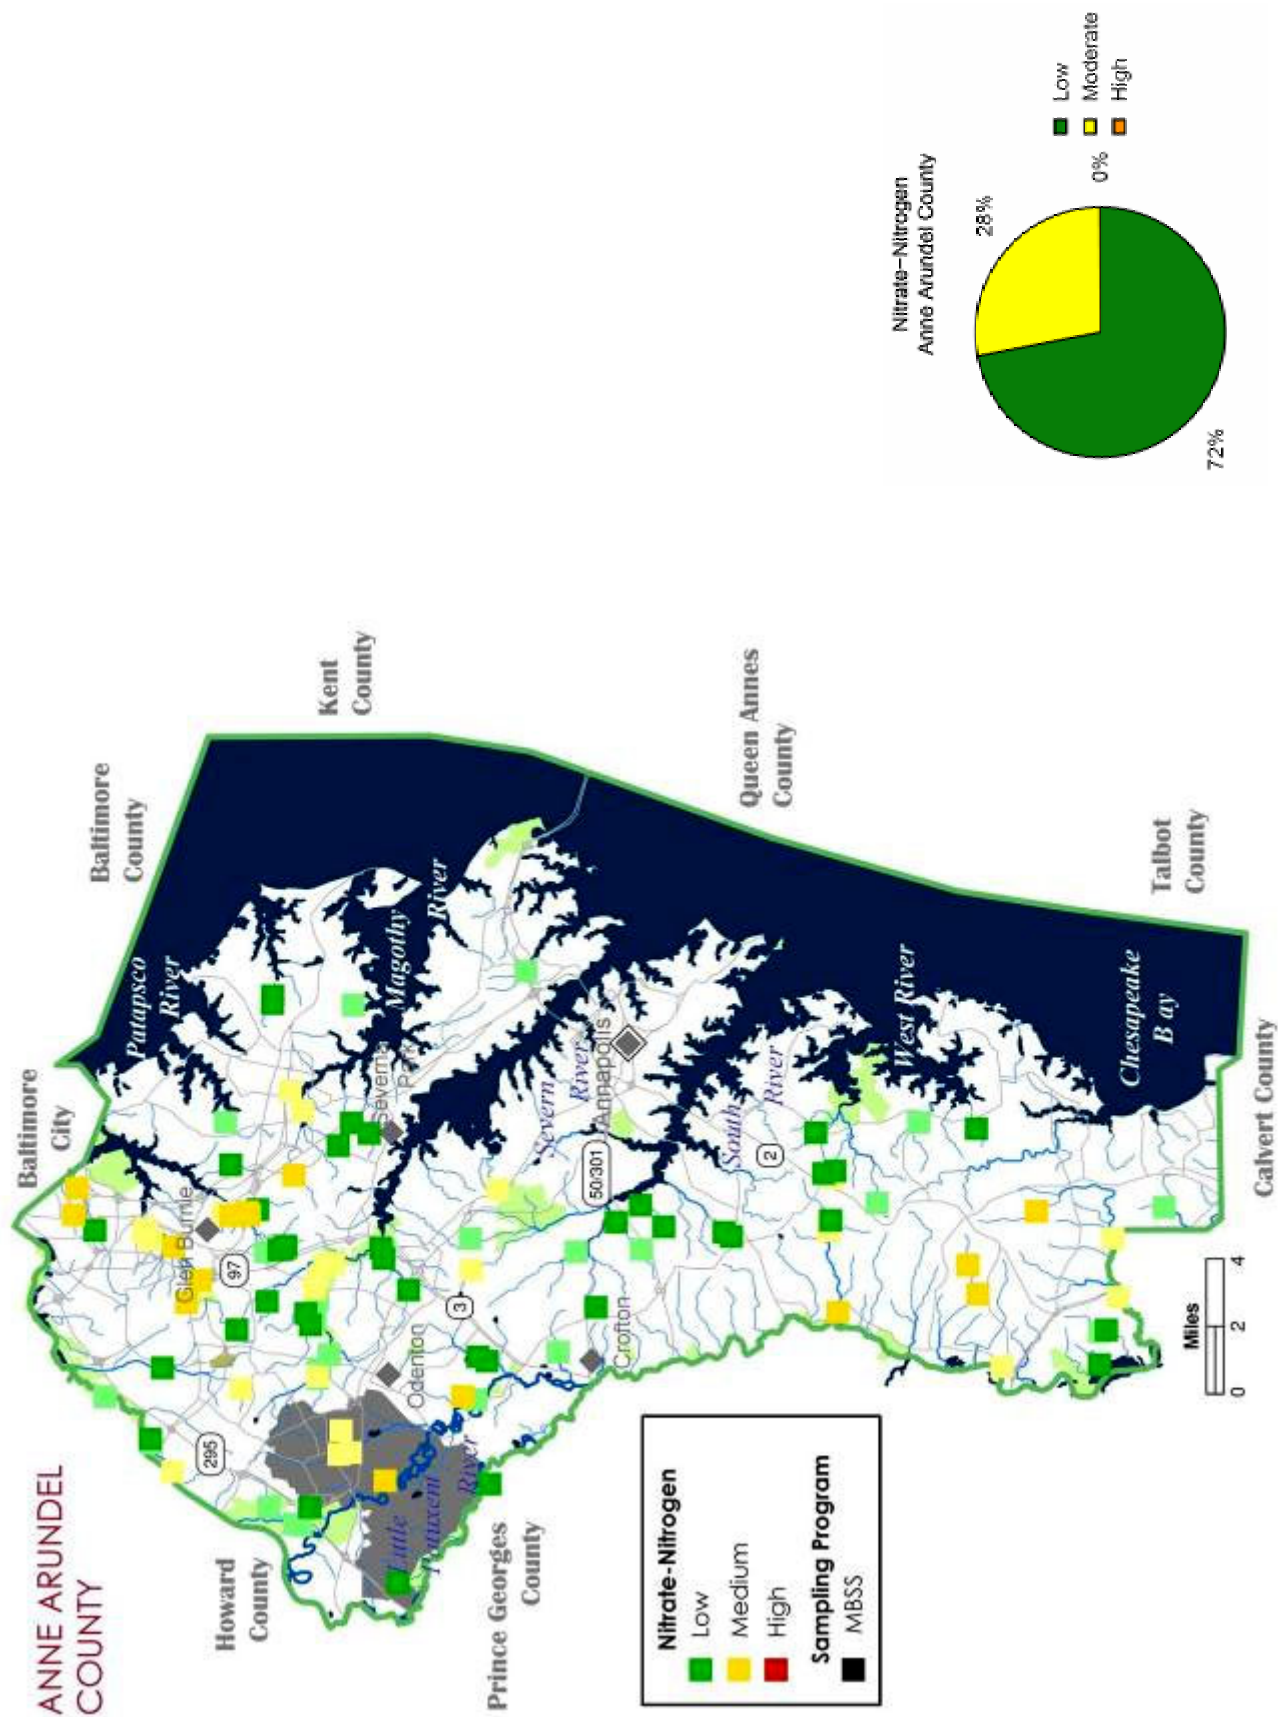 ANNE ARUNDEL
COUNTY
Baltimore
City
Baltimore
County
Kent
County
Howard
County
Prince Georges
County
Queen Annes
County
Talbot
County
Calvert County
Patapsco
River
Magothy
River
Severn
River
South
River
West River
Chesapeake
Bay
Little
Patuxent
River
Glen Burnie
Severna
Park
Odenton
Crofton
Annapolis
295
97
3
50/301
2
Nitrate-Nitrogen
Low
Medium
High
Sampling Program
MBSS
Miles
0 2 4
Nitrate-Nitrogen
Anne Arundel County
28%
0%
72%
Low
Moderate
High